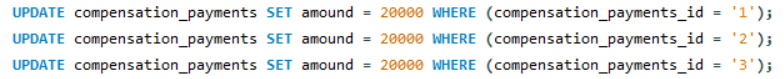 UPDATE compensation_payments SET amound = 20000 WHERE (compensation_payments_id = '1');
UPDATE compensation_payments SET amound = 20000 WHERE (compensation_payments_id = '2');
UPDATE compensation_payments SET amound = 20000 WHERE (compensation_payments_id = '3');